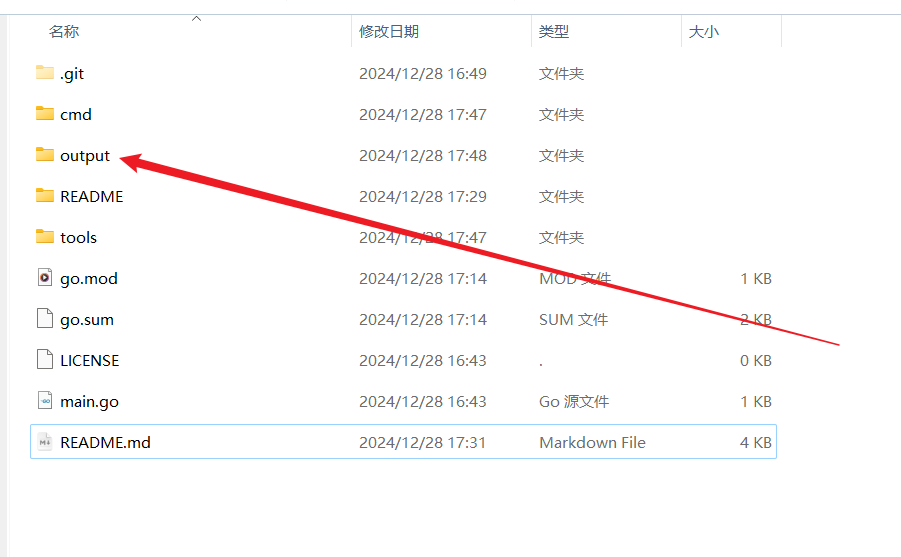 名称 修改日期 类型 大小
.git 2024/12/28 16:49 文件夹
cmd 2024/12/28 17:47 文件夹
output 2024/12/28 17:48 文件夹
README 2024/12/28 17:29 文件夹
tools 2024/12/28 17:47 文件夹
go.mod 2024/12/28 17:14 MOD 文件 1 KB
go.sum 2024/12/28 17:14 SUM 文件 2 KB
LICENSE 2024/12/28 16:43 . 0 KB
main.go 2024/12/28 16:43 Go 源文件 1 KB
README.md 2024/12/28 17:31 Markdown File 4 KB